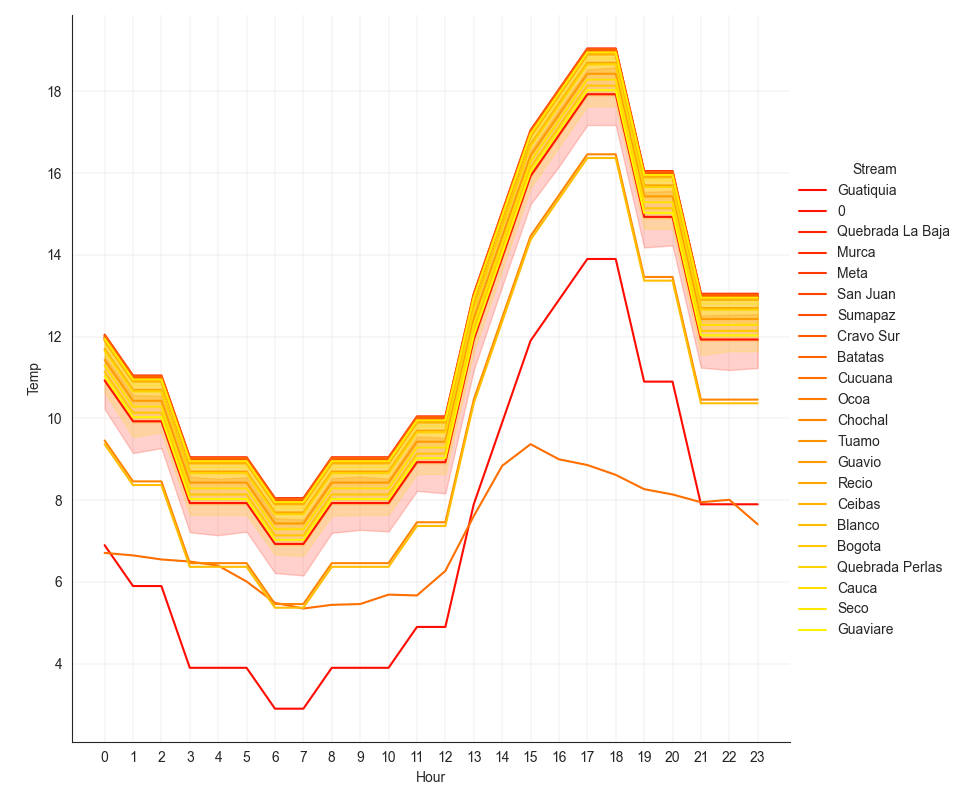 18
16
14
12
10
8
6
4
Temp
0 1 2 3 4 5 6 7 8 9 10 11 12 13 14 15 16 17 18 19 20 21 22 23
Hour
Stream
Guatiquia
0
Quebrada La Baja
Murca
Meta
San Juan
Sumapaz
Cravo Sur
Batatas
Cucuana
Ocoa
Chochal
Tuamo
Guavio
Recio
Ceibas
Blanco
Bogota
Quebrada Perlas
Cauca
Seco
Guaviare